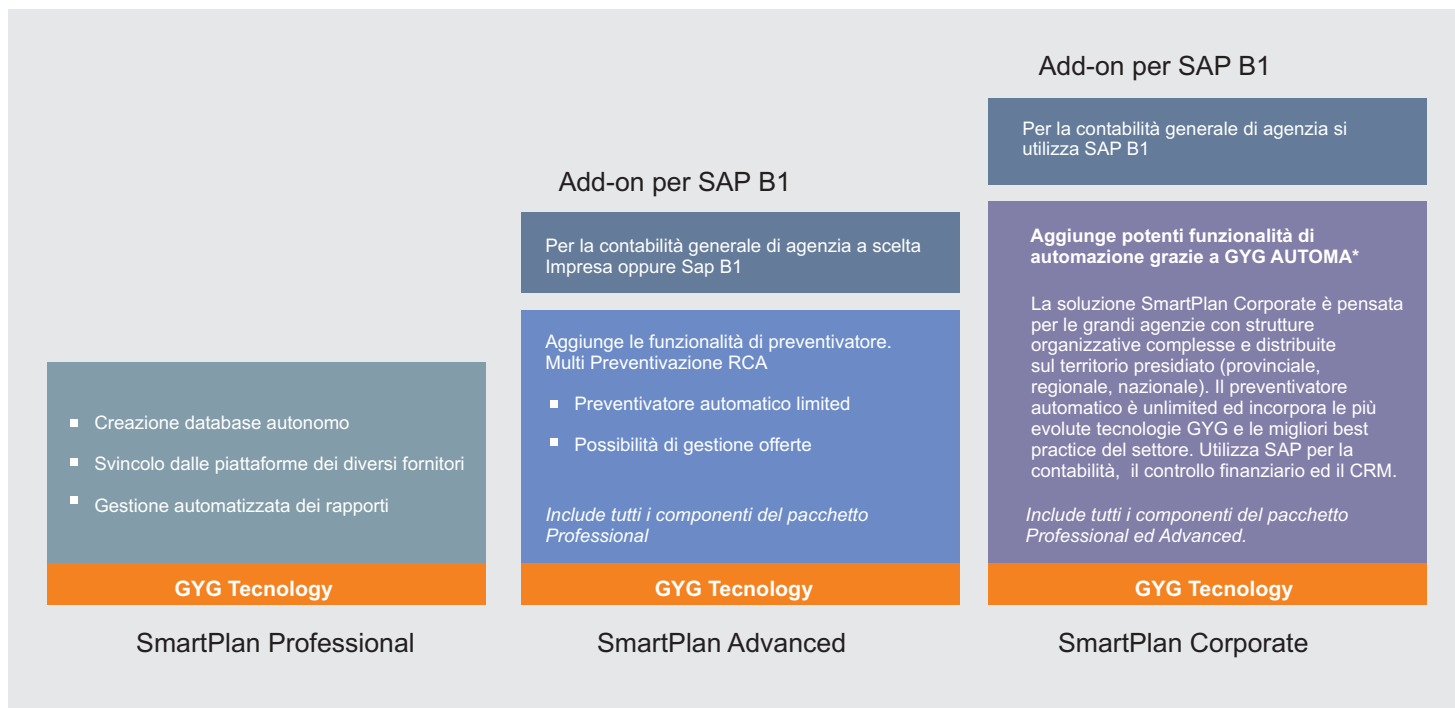 Creazione database autonomo
Svincolo dalle piattaforme dei diversi fornitori
Gestione automatizzata dei rapporti
GYG Tecnology
SmartPlan Professional
Add-on per SAP B1
Per la contabilità generale di agenzia a scelta
Impresa oppure Sap B1
Aggiunge le funzionalità di preventivatore.
Multi Preventivazione RCA
Preventivatore automatico limited
Possibilità di gestione offerte
Include tutti i componenti del pacchetto
Professional
GYG Tecnology
SmartPlan Advanced
Add-on per SAP B1
Per la contabilità generale di agenzia si
utilizza SAP B1
Aggiunge potenti funzionalità di
automazione grazie a GYG AUTOMA*
La soluzione SmartPlan Corporate è pensata
per le grandi agenzie con strutture
organizzative complesse e distribuite
sul territorio presidiato (provinciale,
regionale, nazionale). Il preventivatore
automatico è unlimited ed incorpora le più
evolute tecnologie GYG e le migliori best
practice del settore. Utilizza SAP per la
contabilità, il controllo finanziario ed il CRM.
Include tutti i componenti del pacchetto
Professional ed Advanced.
GYG Tecnology
SmartPlan Corporate